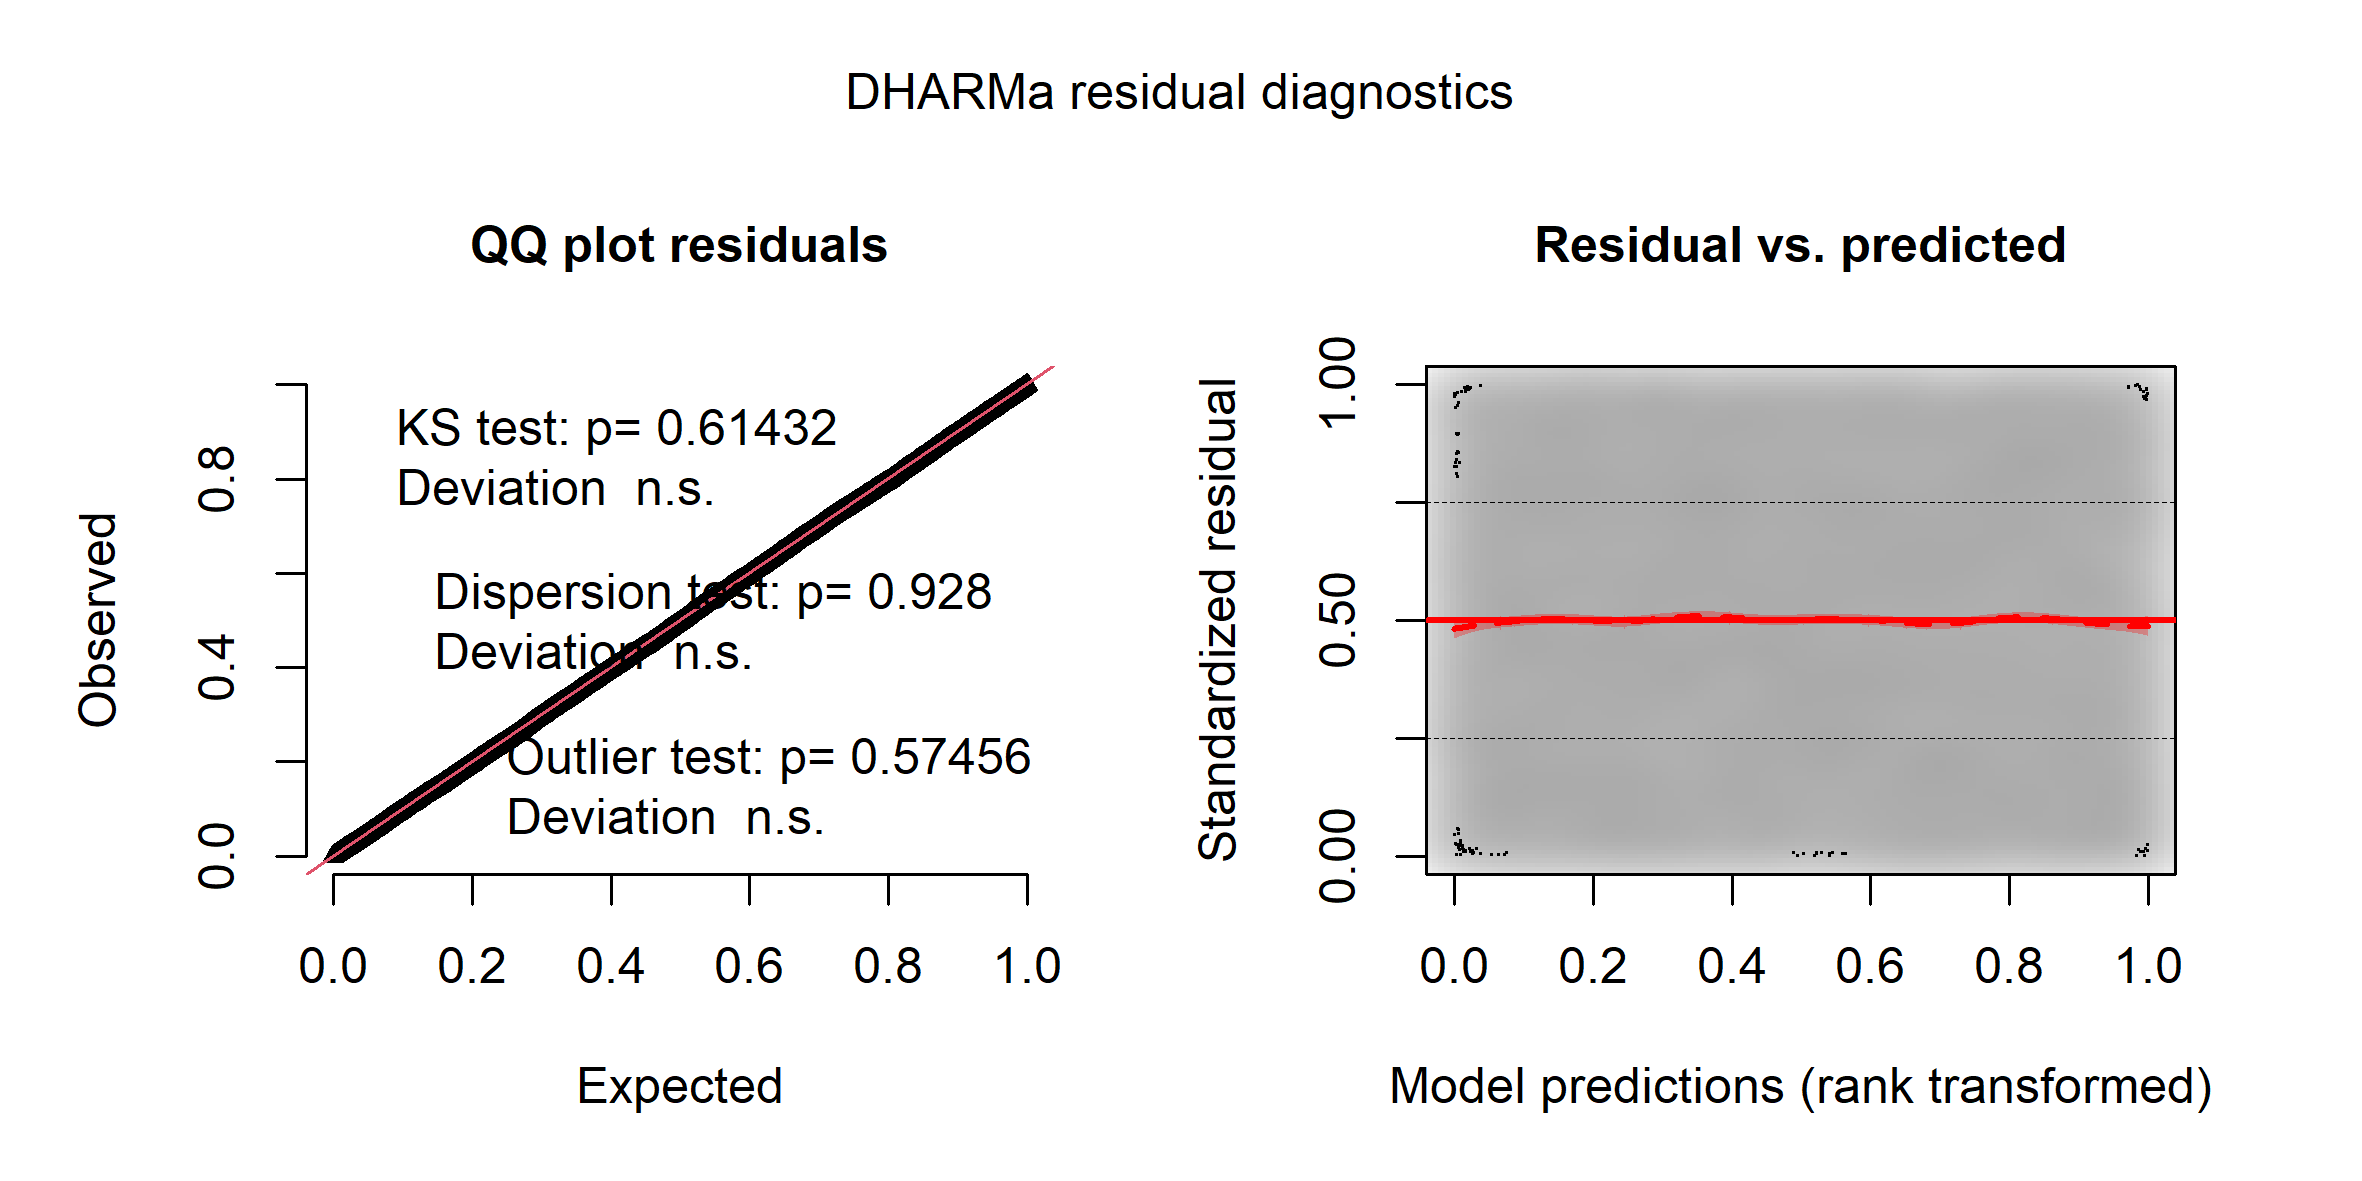 DHARMa residual diagnostics
QQ plot residuals
Observed
0.0 0.4 0.8
KS test: p= 0.61432
Deviation  n.s.
Dispersion test: p= 0.928
Deviation  n.s.
Outlier test: p= 0.57456
Deviation  n.s.
0.0 0.2 0.4 0.6 0.8 1.0
Expected
Residual vs. predicted
Standardized residual
0.00 0.50 1.00
0.0 0.2 0.4 0.6 0.8 1.0
Model predictions (rank transformed)